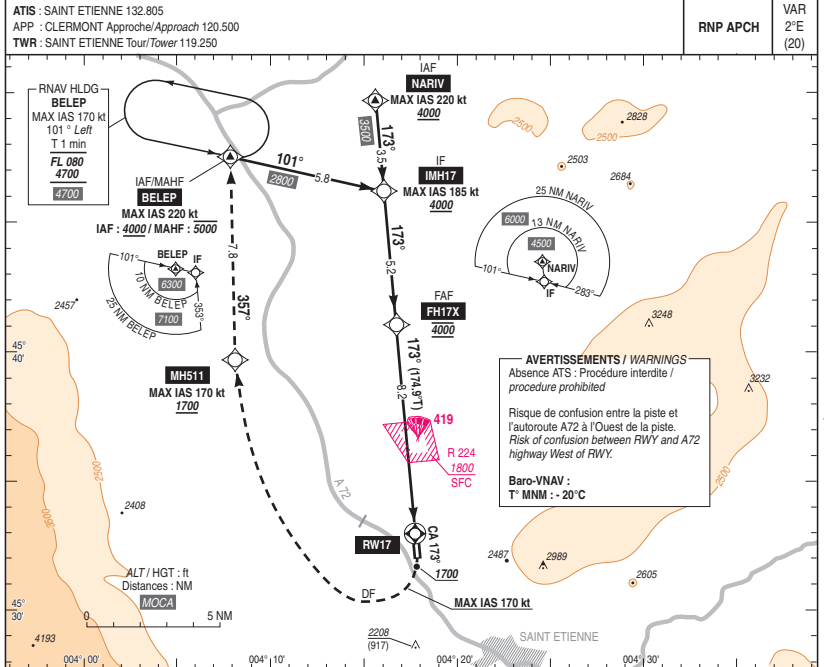 ATIS : SAINT ETIENNE 132.805
APP : CLERMONT Approche/Approach 120.500
TWR : SAINT ETIENNE Tour/Tower 119.250
RNP APCH
VAR
2°E
(20)
RNAV HLDG
BELEP
MAX IAS 170 kt
101 ° Left
T 1 min
FL 080
4700
4700
IAF
NARIV
MAX IAS 220 kt
4000
3500
173°
3.5
2500
2828
2500
2503
2684
101°
2800
5.8
IF
IMH17
MAX IAS 185 kt
4000
IAF/MAHF
BELEP
MAX IAS 220 kt
IAF : 4000 / MAHF : 5000
25 NM NARIV
6000
13 NM NARIV
4500
NARIV
101°
IF
283°
173°
5.2
7.8
357°
101°
BELEP
IF
6300
10 NM BELEP
7100
25 NM BELEP
353°
2457
FAF
FH17X
4000
3248
45°
40'
MH511
MAX IAS 170 kt
1700
173° (174.9°T)
8.2
3232
AVERTISSEMENTS / WARNINGS
Absence ATS : Procédure interdite /
procedure prohibited
Risque de confusion entre la piste et
l'autoroute A72 à l'Ouest de la piste.
Risk of confusion between RWY and A72
highway West of RWY.
Baro-VNAV :
T° MNM : - 20°C
419
R 224
1800
SFC
2500
2500
3500
2408
A 72
RW17
CA 173°
1700
2487
2989
2605
ALT / HGT : ft
Distances : NM
MOCA
0
5 NM
DF
MAX IAS 170 kt
45°
30'
4193
2208
(917)
SAINT ETIENNE
004° 00'
004° 10'
004° 20'
004° 30'